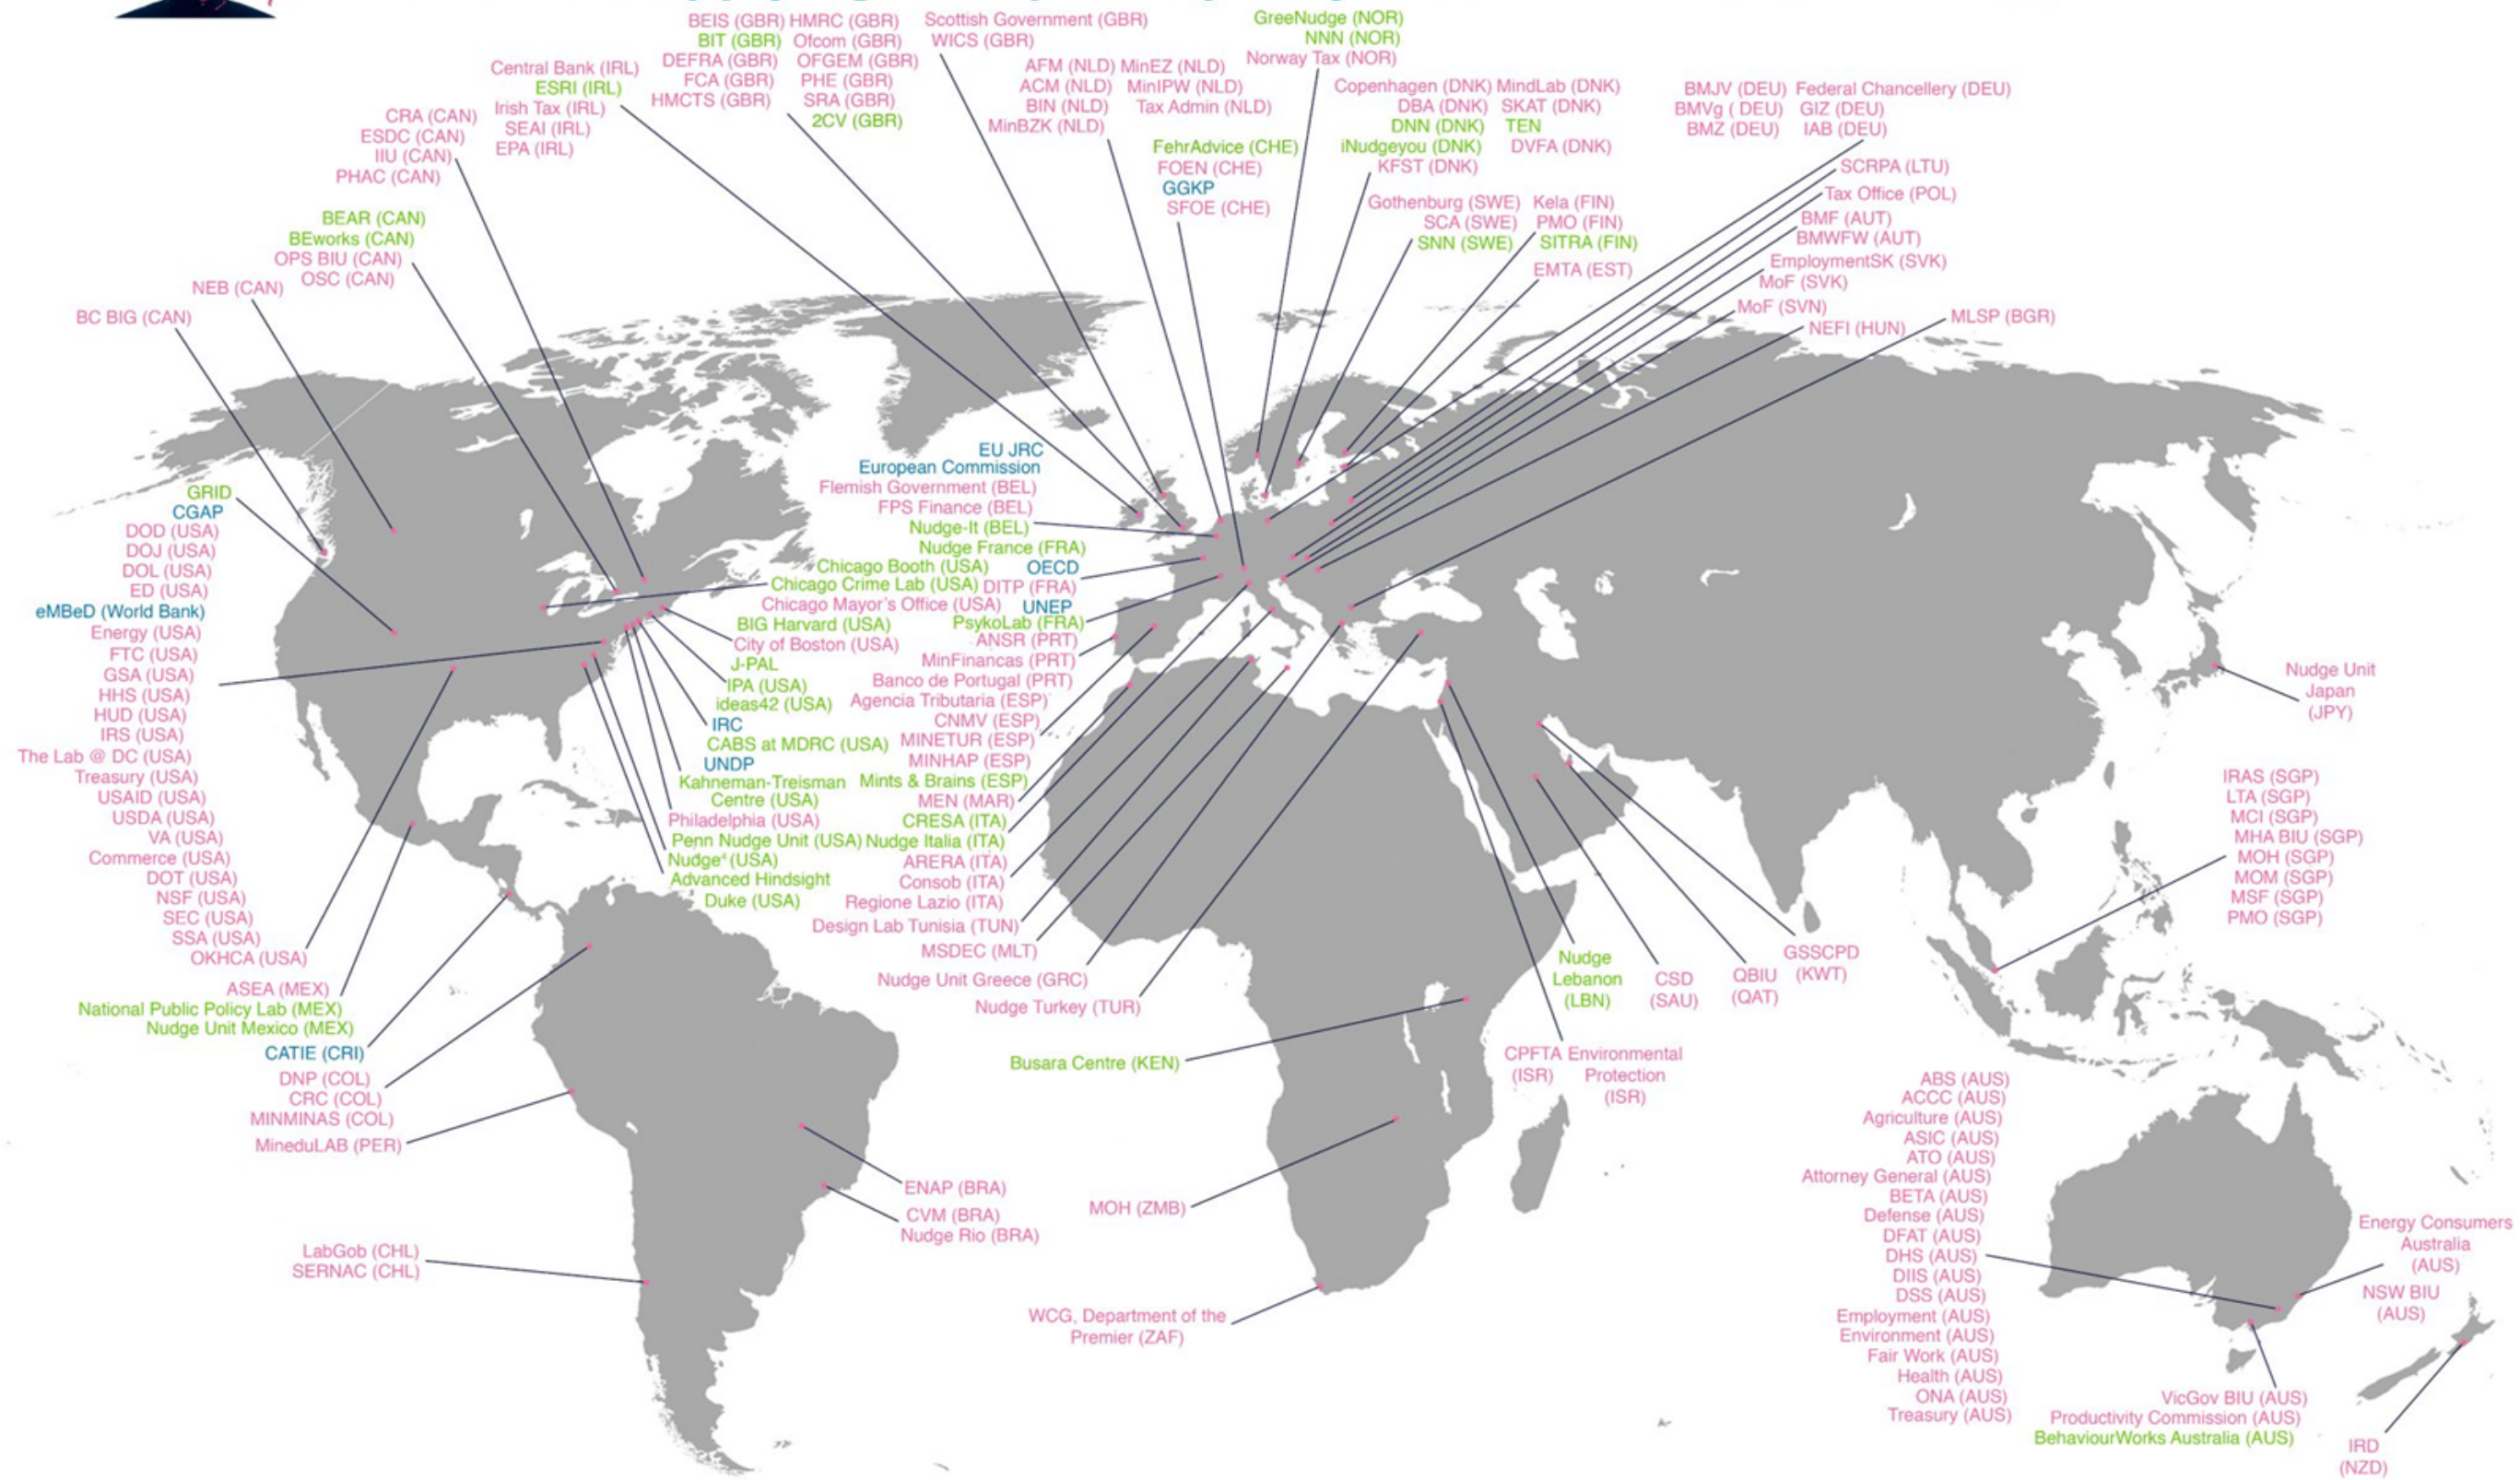 BEIS (GBR) HMRC (GBR)
BIT (GBR) Ofcom (GBR)
DEFRA (GBR) OFGEM (GBR)
FCA (GBR) PHE (GBR)
HMCTS (GBR) SRA (GBR)
2CV (GBR)
Scottish Government (GBR)
WICS (GBR)
GreeNudge (NOR)
NNN (NOR)
Norway Tax (NOR)
Central Bank (IRL)
ESRI (IRL)
Irish Tax (IRL)
SEAI (IRL)
EPA (IRL)
AFM (NLD) MinEZ (NLD)
ACM (NLD) MinIPW (NLD)
BIN (NLD) Tax Admin (NLD)
MinBZK (NLD)
Copenhagen (DNK) MindLab (DNK)
DBA (DNK) SKAT (DNK)
DNN (DNK) TEN
iNudgeyou (DNK) DVFA (DNK)
KFST (DNK)
BMJV (DEU) Federal Chancellery (DEU)
BMVg ( DEU) GIZ (DEU)
BMZ (DEU) IAB (DEU)
CRA (CAN)
ESDC (CAN)
IIU (CAN)
PHAC (CAN)
FehrAdvice (CHE)
FOEN (CHE)
GGKP
SFOE (CHE)
SCRPA (LTU)
Tax Office (POL)
BMF (AUT)
BMWFW (AUT)
EmploymentSK (SVK)
MoF (SVK)
MoF (SVN)
NEFI (HUN)
MLSP (BGR)
Gothenburg (SWE) Kela (FIN)
SCA (SWE) PMO (FIN)
SNN (SWE) SITRA (FIN)
EMTA (EST)
BEAR (CAN)
BEworks (CAN)
OPS BIU (CAN)
OSC (CAN)
NEB (CAN)
BC BIG (CAN)
GRID
CGAP
DOD (USA)
DOJ (USA)
DOL (USA)
ED (USA)
eMBeD (World Bank)
Energy (USA)
FTC (USA)
GSA (USA)
HHS (USA)
HUD (USA)
IRS (USA)
The Lab @ DC (USA)
Treasury (USA)
USAID (USA)
USDA (USA)
VA (USA)
Commerce (USA)
DOT (USA)
NSF (USA)
SEC (USA)
SSA (USA)
OKHCA (USA)
ASEA (MEX)
National Public Policy Lab (MEX)
Nudge Unit Mexico (MEX)
CATIE (CRI)
DNP (COL)
CRC (COL)
MINMINAS (COL)
MineduLAB (PER)
LabGob (CHL)
SERNAC (CHL)
EU JRC
European Commission
Flemish Government (BEL)
FPS Finance (BEL)
Nudge-It (BEL)
Nudge France (FRA)
Chicago Booth (USA) OECD
Chicago Crime Lab (USA) DITP (FRA)
Chicago Mayor's Office (USA) UNEP
BIG Harvard (USA) PsykoLab (FRA)
City of Boston (USA) ANSR (PRT)
J-PAL MinFinancas (PRT)
IPA (USA) Banco de Portugal (PRT)
ideas42 (USA) Agencia Tributaria (ESP)
IRC CNMV (ESP)
CABS at MDRC (USA) MINETUR (ESP)
UNDP MINHAP (ESP)
Kahneman-Treisman Mints & Brains (ESP)
Centre (USA) MEN (MAR)
Philadelphia (USA) CRESA (ITA)
Penn Nudge Unit (USA) Nudge Italia (ITA)
Nudge⁴ (USA) ARERA (ITA)
Advanced Hindsight Consob (ITA)
Duke (USA) Regione Lazio (ITA)
Design Lab Tunisia (TUN)
MSDEC (MLT)
Nudge Unit Greece (GRC)
Nudge Turkey (TUR)
Busara Centre (KEN)
ENAP (BRA)
CVM (BRA)
Nudge Rio (BRA)
MOH (ZMB)
WCG, Department of the
Premier (ZAF)
Nudge
Lebanon
(LBN)
CSD
(SAU)
QBIU
(QAT)
GSSCPD
(KWT)
CPFTA Environmental
(ISR) Protection
(ISR)
Nudge Unit
Japan
(JPY)
IRAS (SGP)
LTA (SGP)
MCI (SGP)
MHA BIU (SGP)
MOH (SGP)
MOM (SGP)
MSF (SGP)
PMO (SGP)
ABS (AUS)
ACCC (AUS)
Agriculture (AUS)
ASIC (AUS)
ATO (AUS)
Attorney General (AUS)
BETA (AUS)
Defense (AUS)
DFAT (AUS)
DHS (AUS)
DIIS (AUS)
DSS (AUS)
Employment (AUS)
Environment (AUS)
Fair Work (AUS)
Health (AUS)
ONA (AUS)
Treasury (AUS)
Energy Consumers
Australia
(AUS)
NSW BIU
(AUS)
VicGov BIU (AUS)
Productivity Commission (AUS)
BehaviourWorks Australia (AUS)
IRD
(NZD)